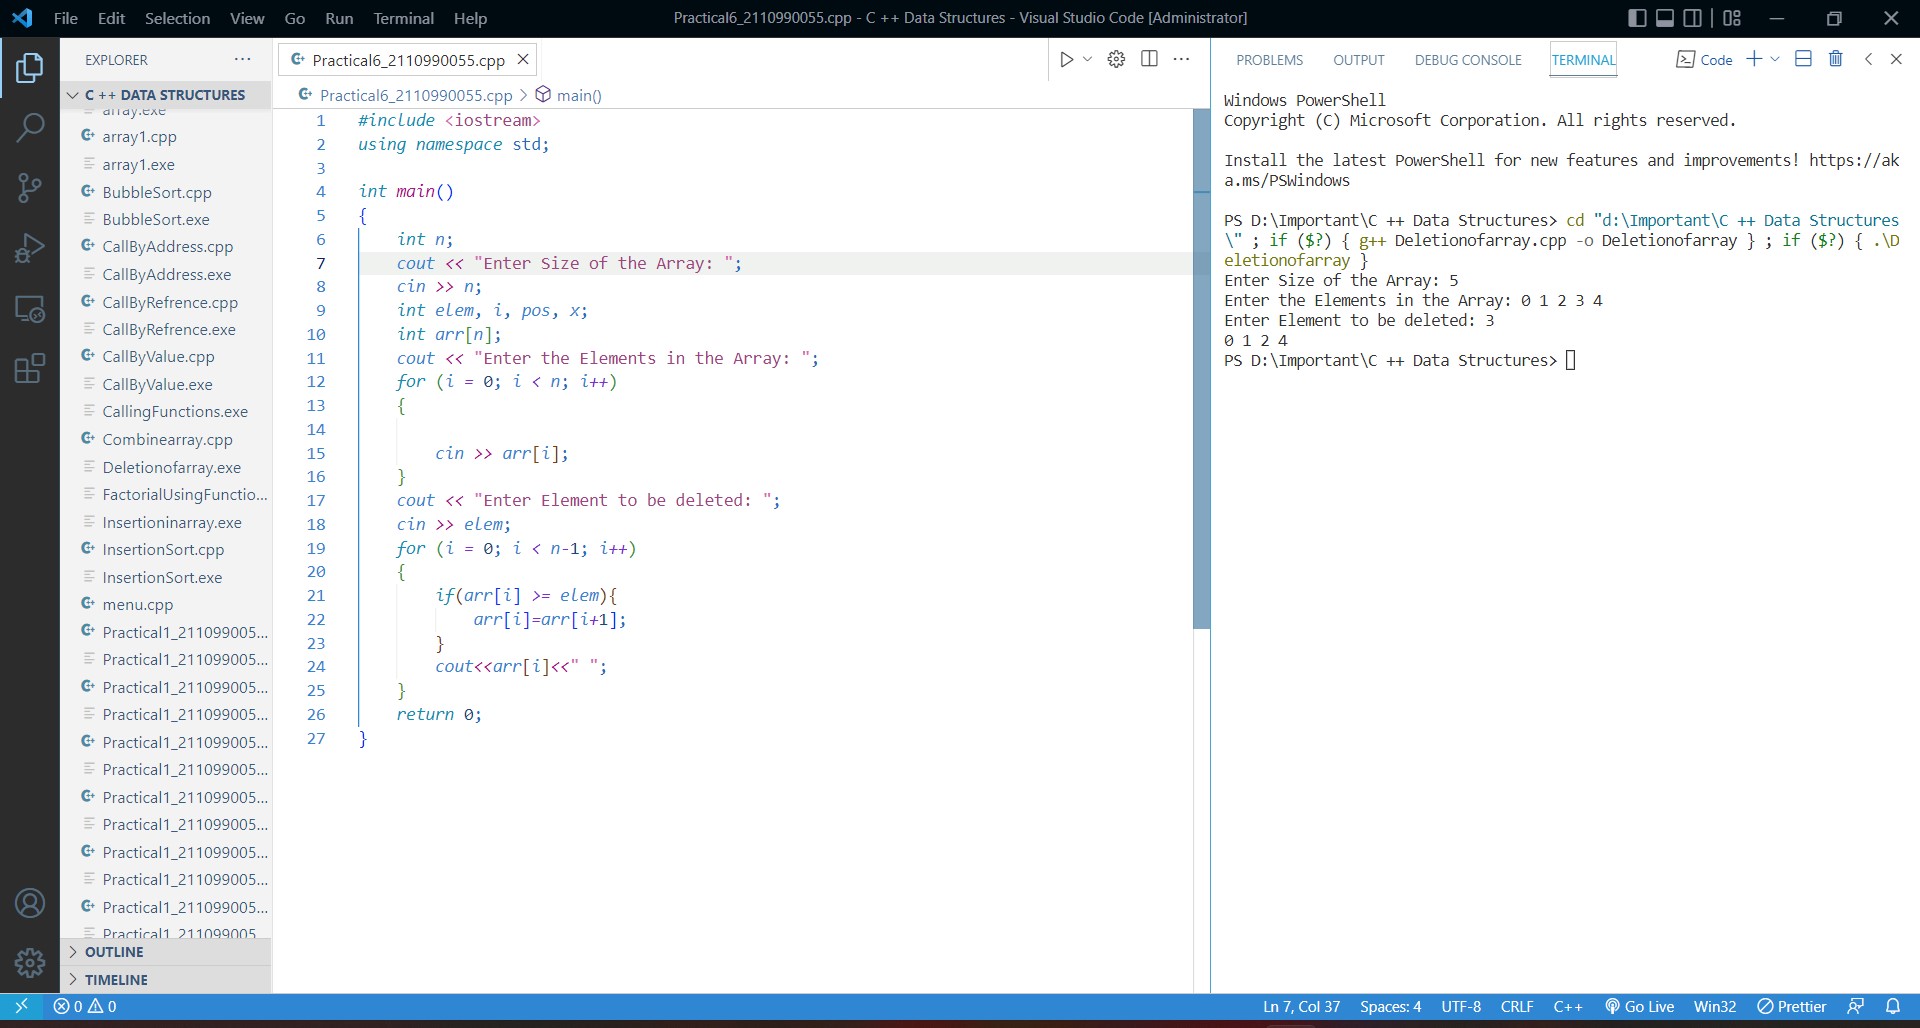 File Edit Selection View Go Run Terminal Help
Practical6_2110990055.cpp - C ++ Data Structures - Visual Studio Code [Administrator]
EXPLORER
C ++ DATA STRUCTURES
array.exe
array1.cpp
array1.exe
BubbleSort.cpp
BubbleSort.exe
CallByAddress.cpp
CallByAddress.exe
CallByRefrence.cpp
CallByRefrence.exe
CallByValue.cpp
CallByValue.exe
CallingFunctions.exe
Combinearray.cpp
Deletionofarray.exe
FactorialUsingFunctio...
Insertioninarray.exe
InsertionSort.cpp
InsertionSort.exe
menu.cpp
Practical1_211099005...
Practical1_211099005...
Practical1_211099005...
Practical1_211099005...
Practical1_211099005...
Practical1_211099005...
Practical1_211099005...
Practical1_211099005...
Practical1_211099005...
Practical1_211099005...
Practical1_211099005...
Practical1_211099005
OUTLINE
TIMELINE
Practical6_2110990055.cpp
Practical6_2110990055.cpp > main()
1 #include <iostream>
2 using namespace std;
3
4 int main()
5 {
6 int n;
7 cout << "Enter Size of the Array: ";
8 cin >> n;
9 int elem, i, pos, x;
10 int arr[n];
11 cout << "Enter the Elements in the Array: ";
12 for (i = 0; i < n; i++)
13 {
14
15 cin >> arr[i];
16 }
17 cout << "Enter Element to be deleted: ";
18 cin >> elem;
19 for (i = 0; i < n-1; i++)
20 {
21 if(arr[i] >= elem){
22 arr[i]=arr[i+1];
23 }
24 cout<<arr[i]<<" ";
25 }
26 return 0;
27 }
PROBLEMS OUTPUT DEBUG CONSOLE TERMINAL Code
Windows PowerShell
Copyright (C) Microsoft Corporation. All rights reserved.
Install the latest PowerShell for new features and improvements! https://ak
a.ms/PSWindows
PS D:\Important\C ++ Data Structures> cd "d:\Important\C ++ Data Structures
\" ; if ($?) { g++ Deletionofarray.cpp -o Deletionofarray } ; if ($?) { .\D
eletionofarray }
Enter Size of the Array: 5
Enter the Elements in the Array: 0 1 2 3 4
Enter Element to be deleted: 3
0 1 2 4
PS D:\Important\C ++ Data Structures>
0 0
Ln 7, Col 37 Spaces: 4 UTF-8 CRLF C++ Go Live Win32 Prettier